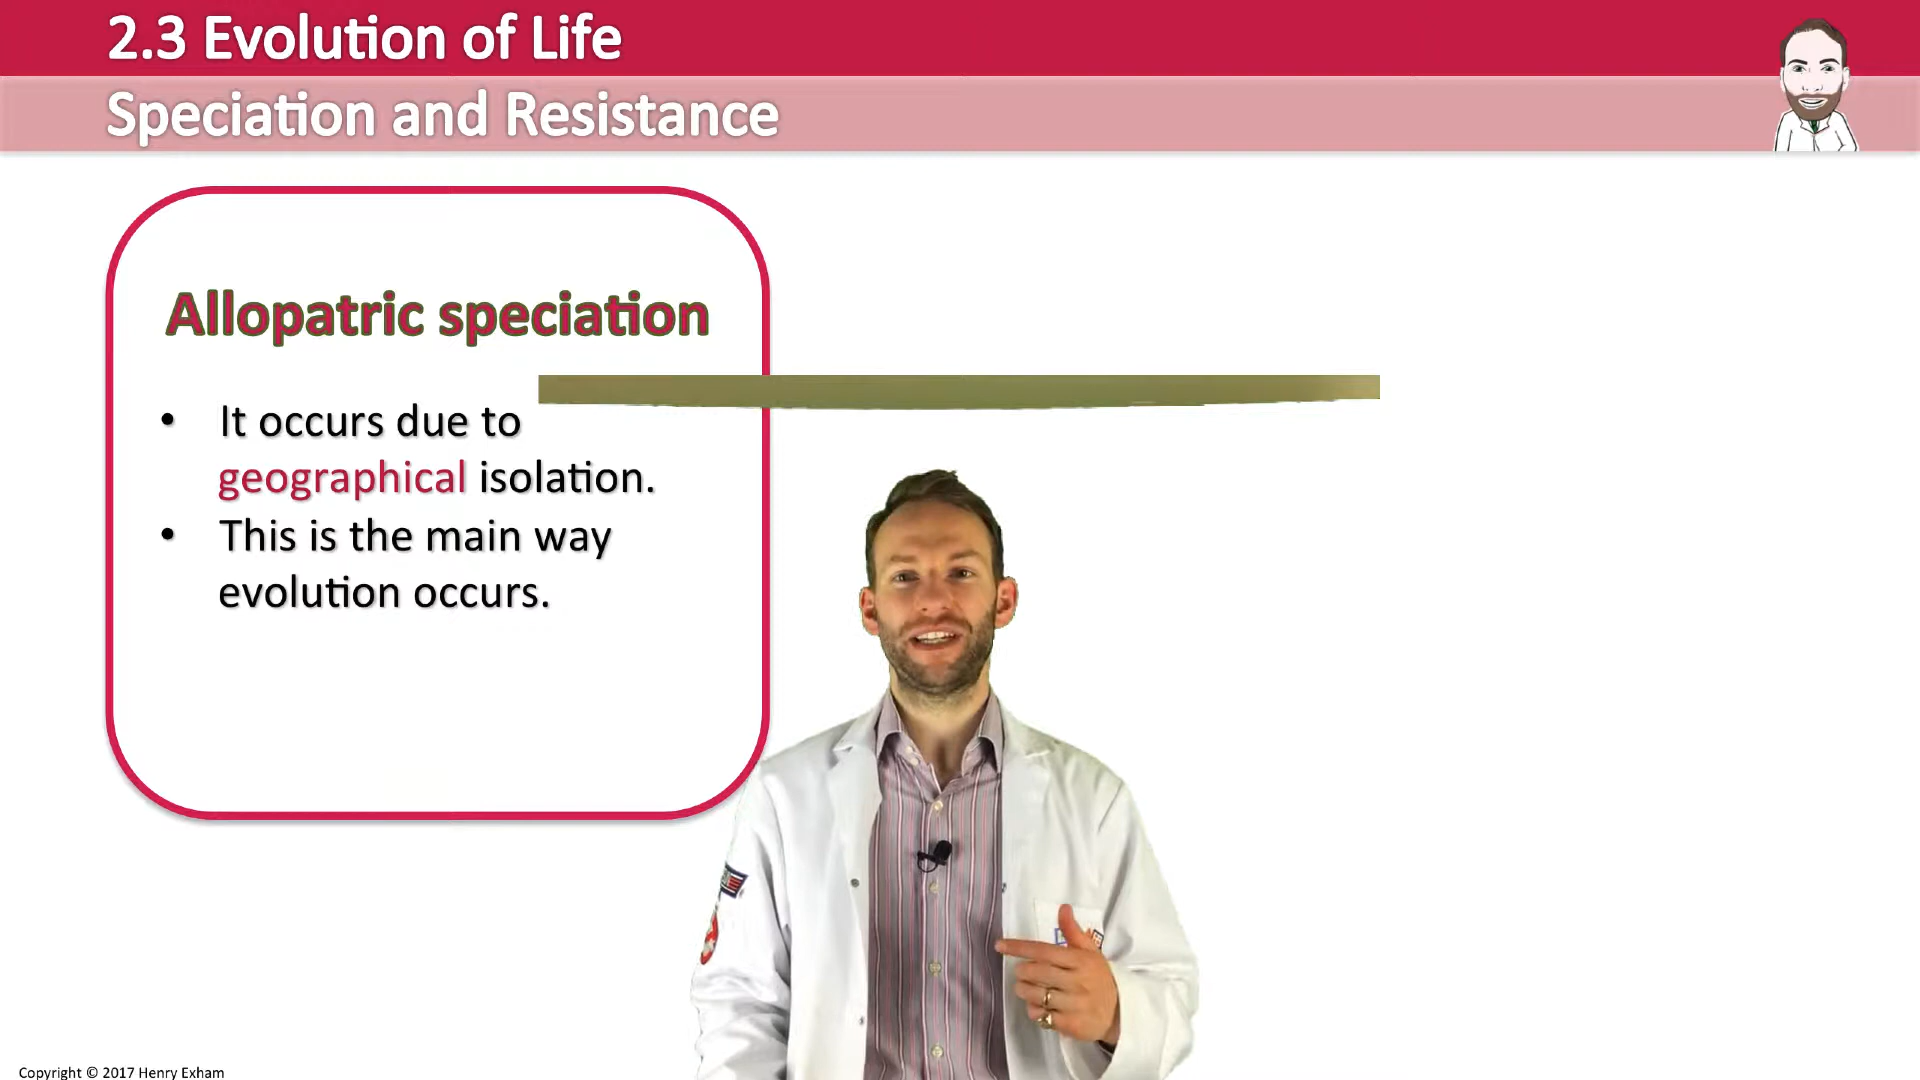 2.3 Evolution of Life
Speciation and Resistance
Allopatric speciation
• It occurs due to
geographical isolation.
• This is the main way
evolution occurs.
Copyright © 2017 Henry Exham